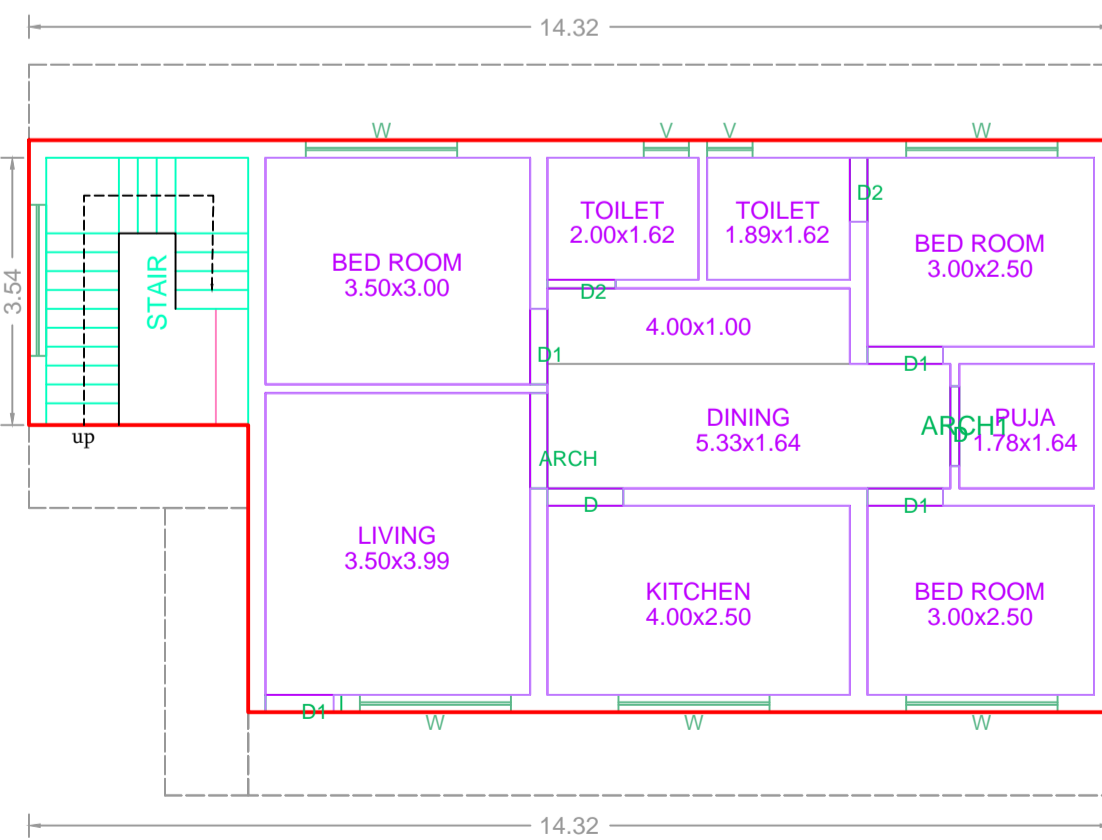 14.32
W
V
V
W
D2
TOILET
2.00x1.62
TOILET
1.89x1.62
BED ROOM
3.00x2.50
BED ROOM
3.50x3.00
STAIR
3.54
D2
4.00x1.00
D1
D1
DINING
5.33x1.64
ARCH1
D
PUJA
1.78x1.64
up
ARCH
D
D1
LIVING
3.50x3.99
KITCHEN
4.00x2.50
BED ROOM
3.00x2.50
D1
W
W
W
14.32